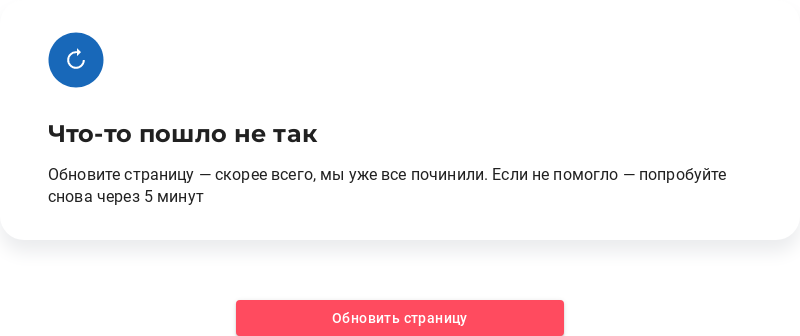 Что-то пошло не так
Обновите страницу — скорее всего, мы уже все починили. Если не помогло — попробуйте
снова через 5 минут
Обновить страницу